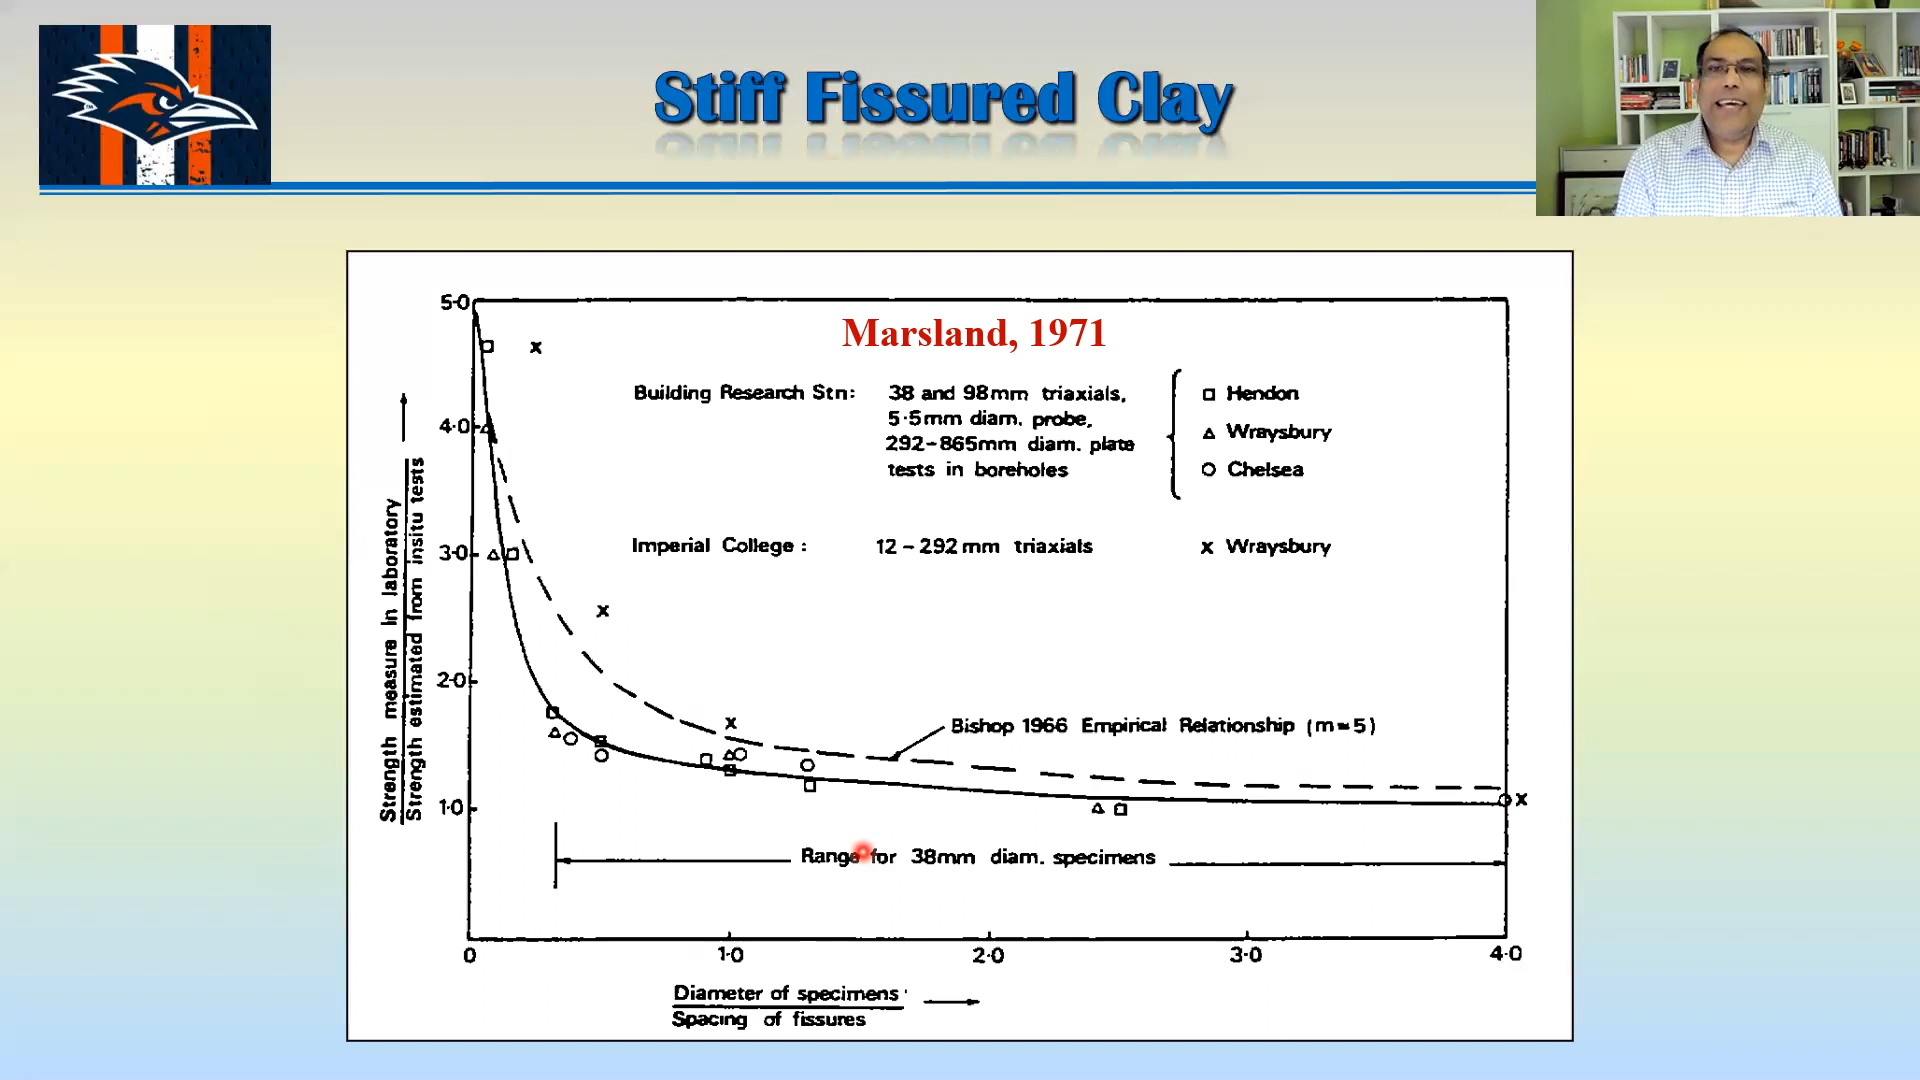 Stiff Fissured Clay
Marsland, 1971
5·0
4·0
3·0
2·0
1·0
Strength measure in laboratory
Strength estimated from insitu tests
Building Research Stn:
38 and 98mm triaxials,
5·5mm diam. probe,
292-865mm diam. plate
tests in boreholes
Hendon
Wraysbury
Chelsea
Imperial College :
12-292mm triaxials
x Wraysbury
Bishop 1966 Empirical Relationship (m=5)
Range for 38mm diam. specimens
0
1·0
2·0
3·0
4·0
Diameter of specimens
Spacing of fissures